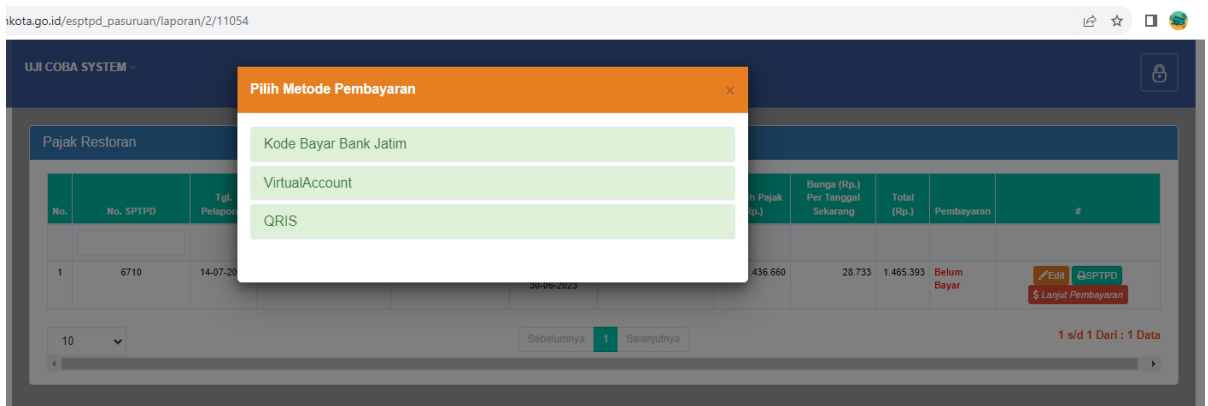 kota.go.id/esptpd_pasuruan/laporan/2/11054
UJI COBA SYSTEM
Pilih Metode Pembayaran
×
Kode Bayar Bank Jatim
VirtualAccount
QRIS
Pajak Restoran
No.
No. SPTPD
Tgl.
Pajak
Bunga (Rp.)
Per Tanggal
Sekarang
Total
(Rp.)
Pembayaran
#
1
6710
14-07-20
30-06-2023
436.660
28.733
1.465.393
Belum
Bayar
Edit
SPTPD
$ Lanjut Pembayaran
10
Sebelumnya
1
Selanjutnya
1 s/d 1 Dari : 1 Data